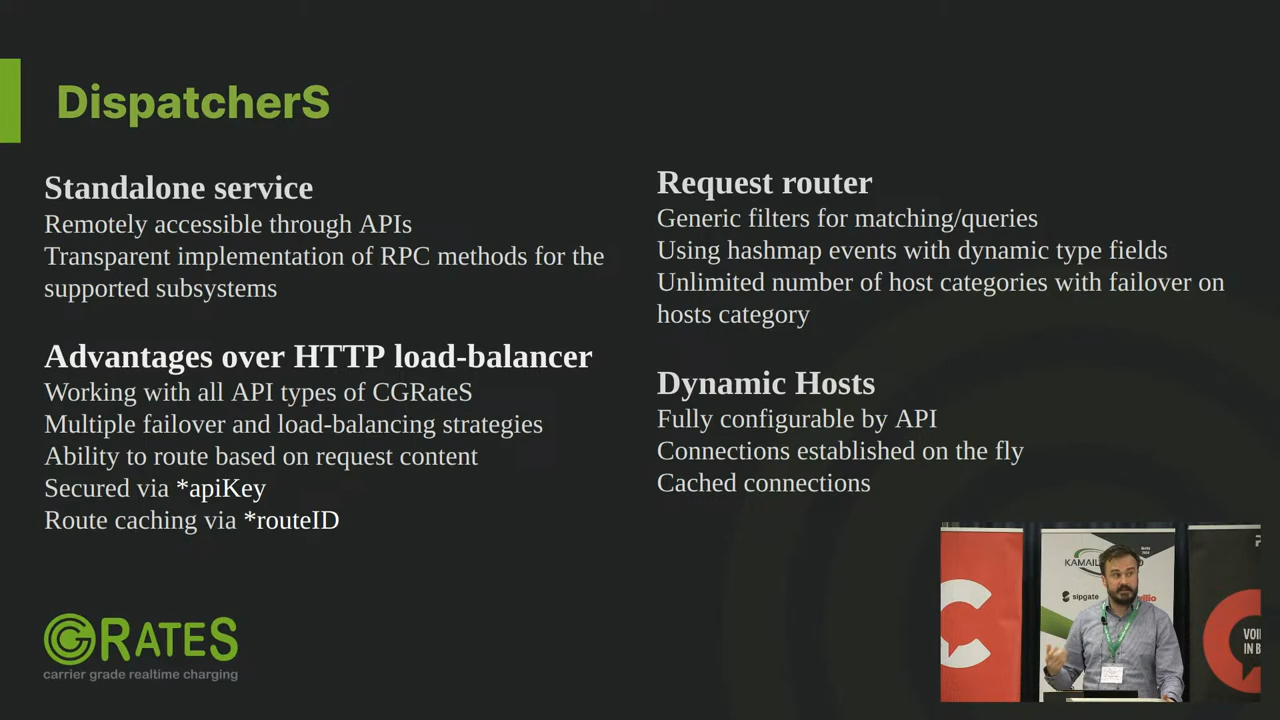 DispatcherS
Standalone service
Remotely accessible through APIs
Transparent implementation of RPC methods for the
supported subsystems
Advantages over HTTP load-balancer
Working with all API types of CGRateS
Multiple failover and load-balancing strategies
Ability to route based on request content
Secured via *apiKey
Route caching via *routeID
Request router
Generic filters for matching/queries
Using hashmap events with dynamic type fields
Unlimited number of host categories with failover on
hosts category
Dynamic Hosts
Fully configurable by API
Connections established on the fly
Cached connections
CGRATES
carrier grade realtime charging
sipgate